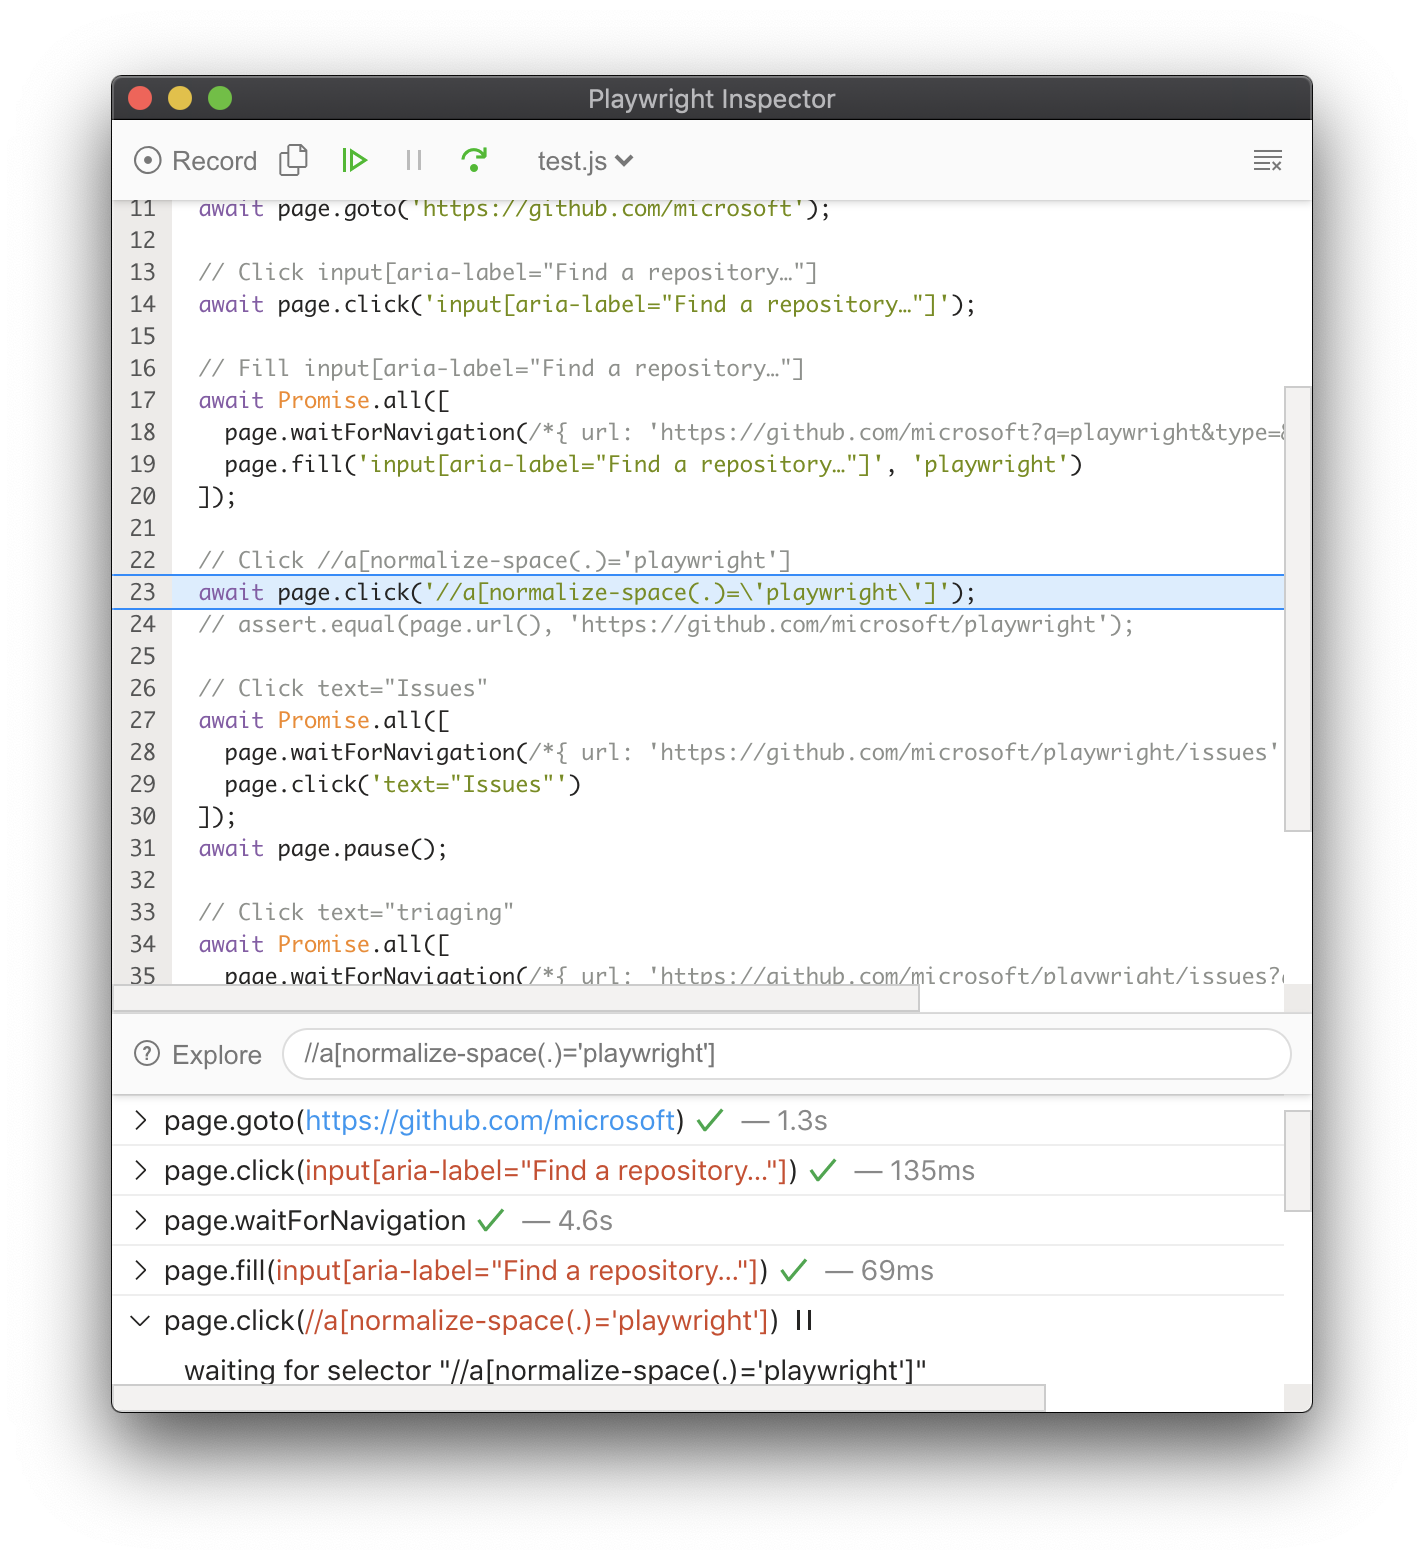 Playwright Inspector
Record test.js
11 await page.goto('https://github.com/microsoft');
12
13 // Click input[aria-label="Find a repository…"]
14 await page.click('input[aria-label="Find a repository…"]');
15
16 // Fill input[aria-label="Find a repository…"]
17 await Promise.all([
18 page.waitForNavigation(/*{ url: 'https://github.com/microsoft?q=playwright&type=&
19 page.fill('input[aria-label="Find a repository…"]', 'playwright')
20 ]);
21
22 // Click //a[normalize-space(.)='playwright']
23 await page.click('//a[normalize-space(.)=\'playwright\']');
24 // assert.equal(page.url(), 'https://github.com/microsoft/playwright');
25
26 // Click text="Issues"
27 await Promise.all([
28 page.waitForNavigation(/*{ url: 'https://github.com/microsoft/playwright/issues'
29 page.click('text="Issues"')
30 ]);
31 await page.pause();
32
33 // Click text="triaging"
34 await Promise.all([
35 page.waitForNavigation(/*{ url: 'https://github.com/microsoft/playwright/issues?
Explore //a[normalize-space(.)='playwright']
page.goto(https://github.com/microsoft) ✓ — 1.3s
page.click(input[aria-label="Find a repository…"]) ✓ — 135ms
page.waitForNavigation ✓ — 4.6s
page.fill(input[aria-label="Find a repository…"]) ✓ — 69ms
page.click(//a[normalize-space(.)='playwright'])
waiting for selector "//a[normalize-space(.)='playwright']"